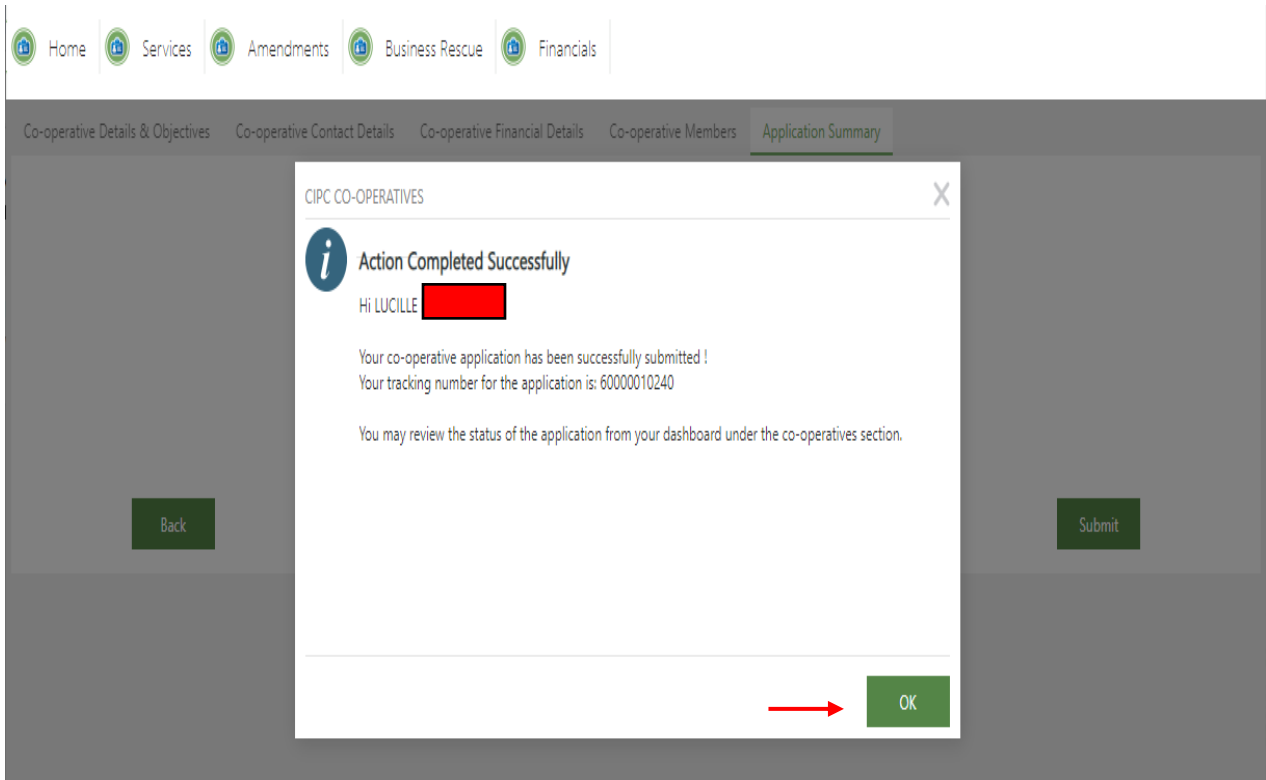 Home Services Amendments Business Rescue Financials
Co-operative Details & Objectives Co-operative Contact Details Co-operative Financial Details Co-operative Members Application Summary
CIPC CO-OPERATIVES
Action Completed Successfully
Hi LUCILLE
Your co-operative application has been successfully submitted !
Your tracking number for the application is: 60000010240
You may review the status of the application from your dashboard under the co-operatives section.
Back
Submit
OK